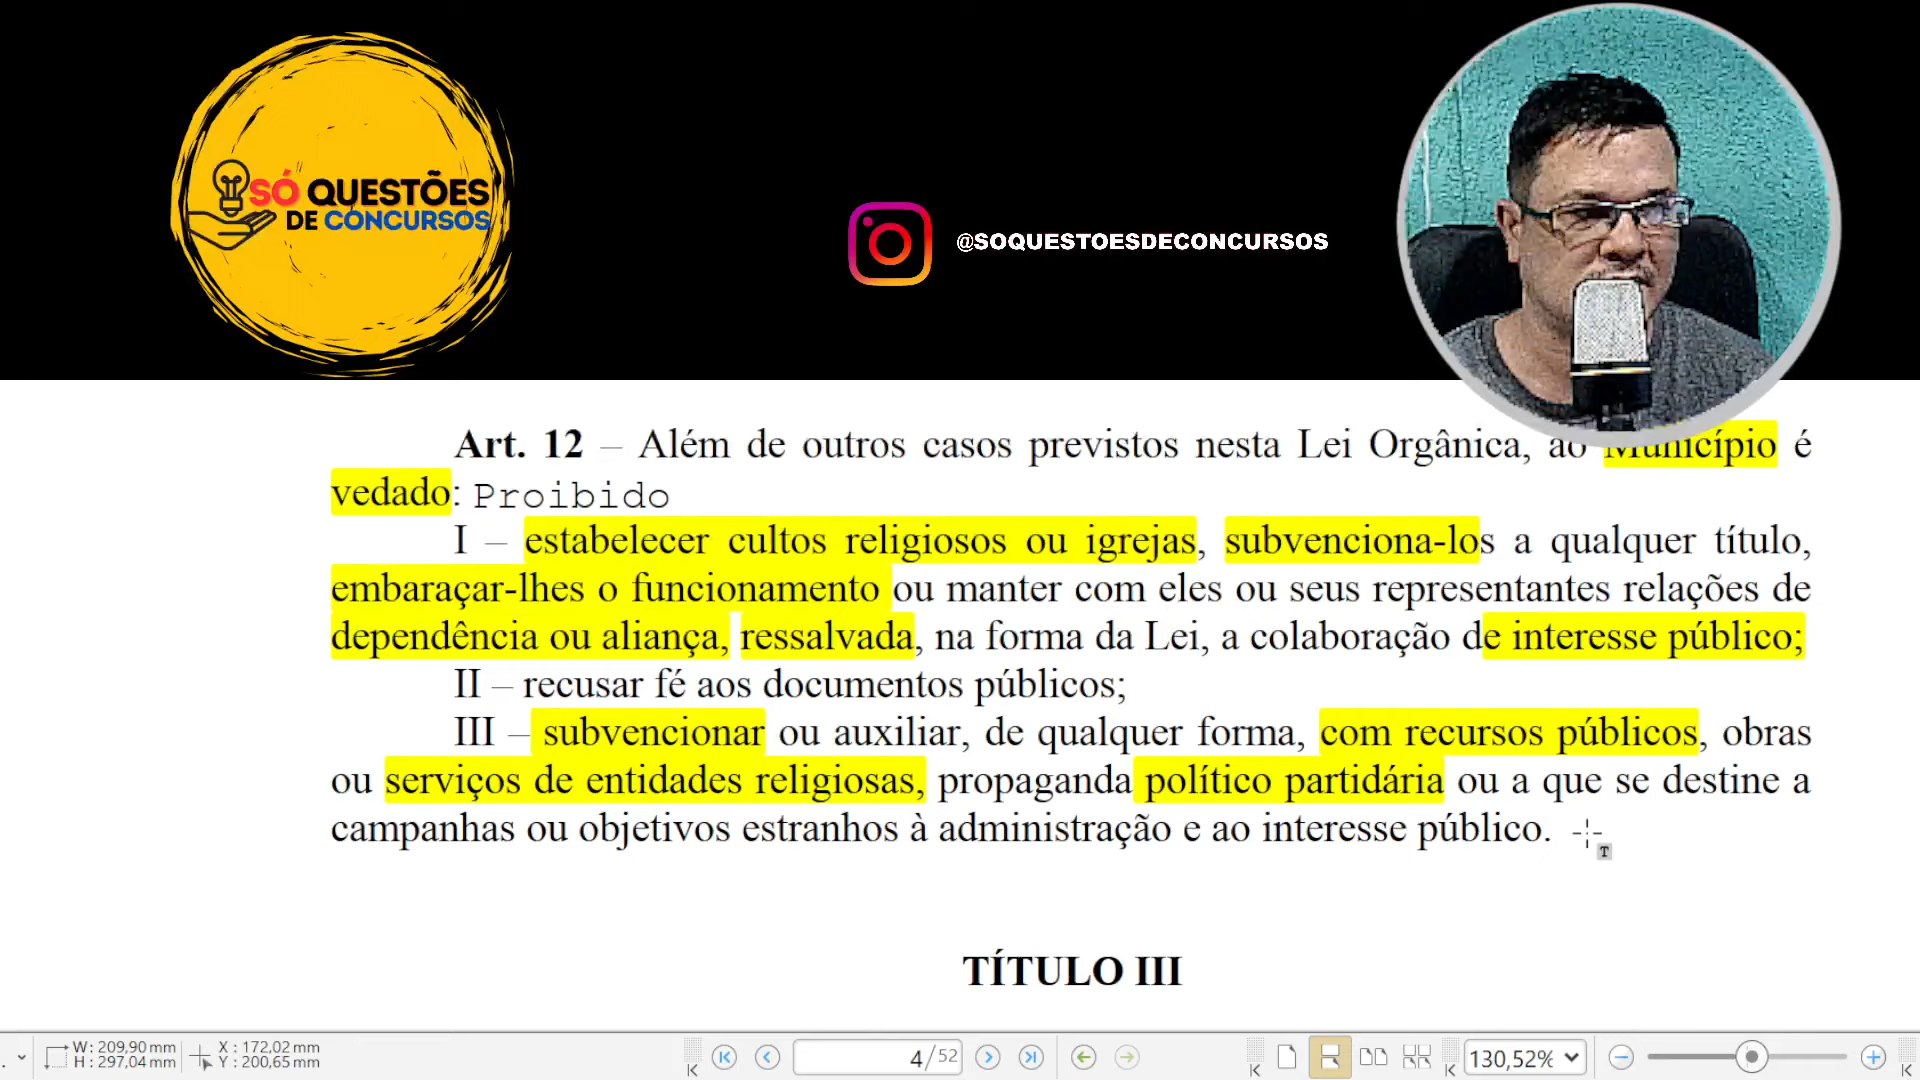 SÓ QUESTÕES
DE CONCURSOS
@SOQUESTOESDECONCURSOS
Art. 12 – Além de outros casos previstos nesta Lei Orgânica, ao Município é
vedado: Proibido
I – estabelecer cultos religiosos ou igrejas, subvenciona-los a qualquer título,
embaraçar-lhes o funcionamento ou manter com eles ou seus representantes relações de
dependência ou aliança, ressalvada, na forma da Lei, a colaboração de interesse público;
II – recusar fé aos documentos públicos;
III – subvencionar ou auxiliar, de qualquer forma, com recursos públicos, obras
ou serviços de entidades religiosas, propaganda político partidária ou a que se destine a
campanhas ou objetivos estranhos à administração e ao interesse público.
TÍTULO III
W: 209,90 mm
H: 297,04 mm
X : 172,02 mm
Y : 200,65 mm
4/52
130,52%